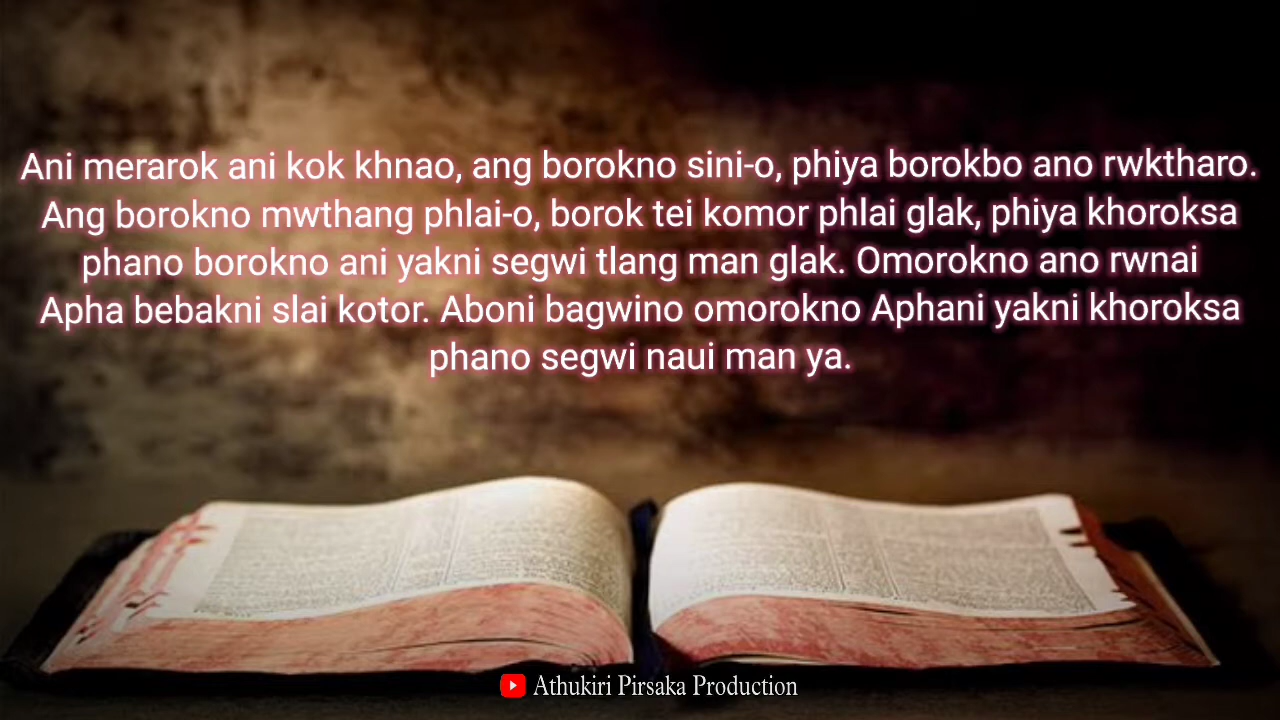 Ani merarok ani kok khnao, ang borokno sini-o, phiya borokbo ano rwktharo.
Ang borokno mwthang phlai-o, borok tei komor phlai glak, phiya khoroksa
phano borokno ani yakni segwi tlang man glak. Omorokno ano rwnai
Apha bebakni slai kotor. Aboni bagwino omorokno Aphani yakni khoroksa
phano segwi naui man ya.
Athukiri Pirsaka Production